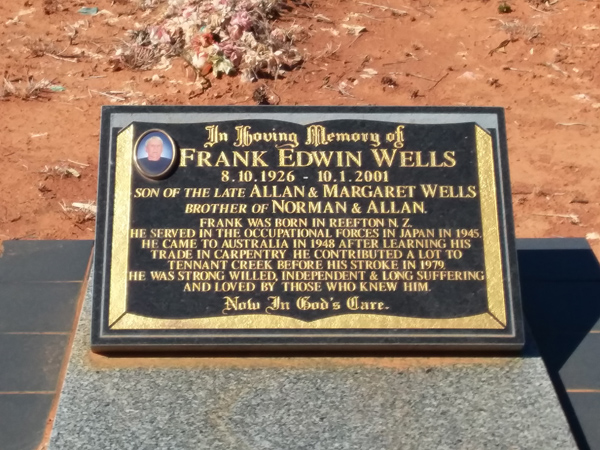 In Loving Memory of
FRANK EDWIN WELLS
8.10.1926 - 10.1.2001
SON OF THE LATE ALLAN & MARGARET WELLS
BROTHER OF NORMAN & ALLAN.
FRANK WAS BORN IN REEFTON N.Z.
HE SERVED IN THE OCCUPATIONAL FORCES IN JAPAN IN 1945.
HE CAME TO AUSTRALIA IN 1948 AFTER LEARNING HIS
TRADE IN CARPENTRY HE CONTRIBUTED A LOT TO
TENNANT CREEK BEFORE HIS STROKE IN 1979.
HE WAS STRONG WILLED, INDEPENDENT & LONG SUFFERING
AND LOVED BY THOSE WHO KNEW HIM.
Now In God's Care.